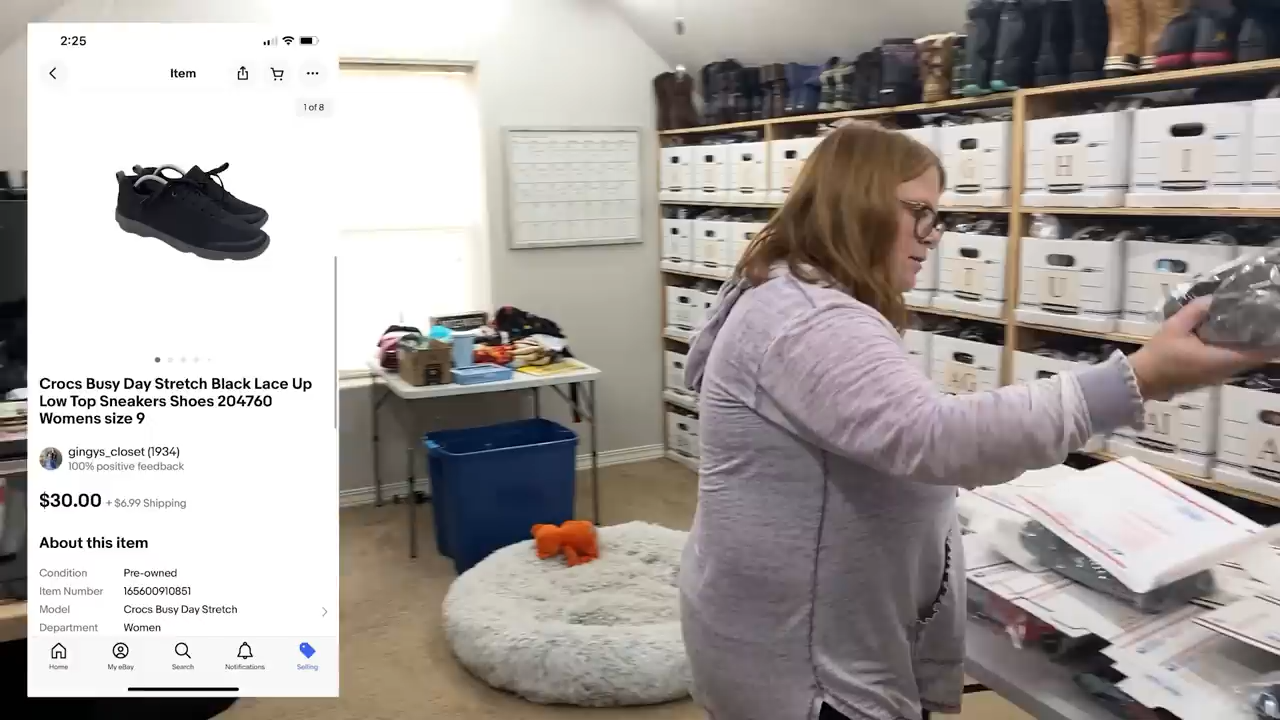 2:25
Item
1 of 8
Crocs Busy Day Stretch Black Lace Up
Low Top Sneakers Shoes 204760
Womens size 9
gingys_closet (1934)
100% positive feedback
$30.00 + $6.99 Shipping
About this item
Condition Pre-owned
Item Number 165600910851
Model Crocs Busy Day Stretch
Department Women
Home My eBay Search Notifications Selling
G H I
T U
AG